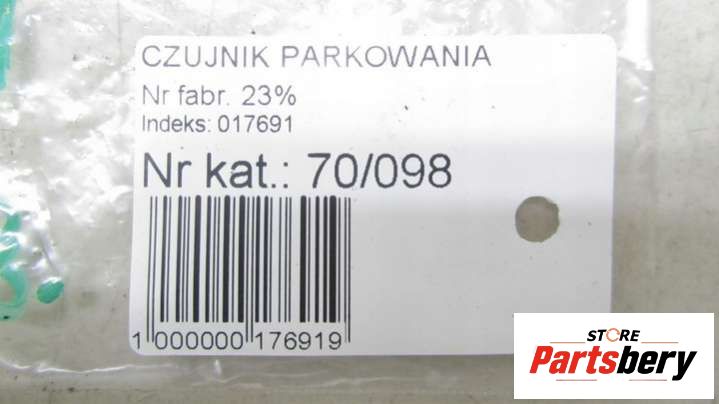 CZUJNIK PARKOWANIA
Nr fabr. 23%
Indeks: 017691
Nr kat.: 70/098
1 000000 176919
STORE
Partsbery